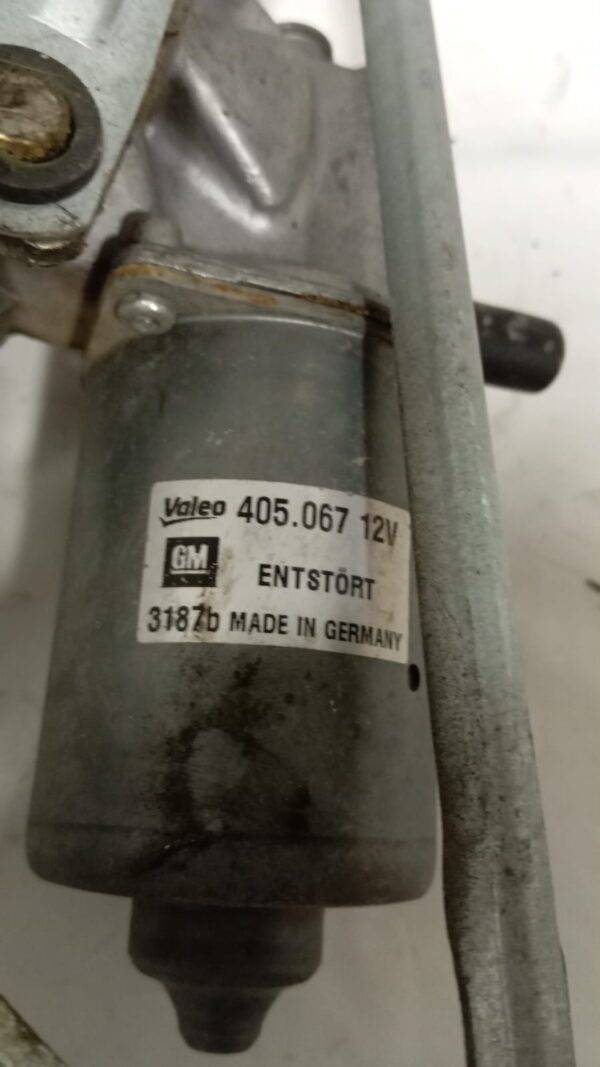 Valeo 405.067 12V
GM ENTSTÖRT
3187b MADE IN GERMANY